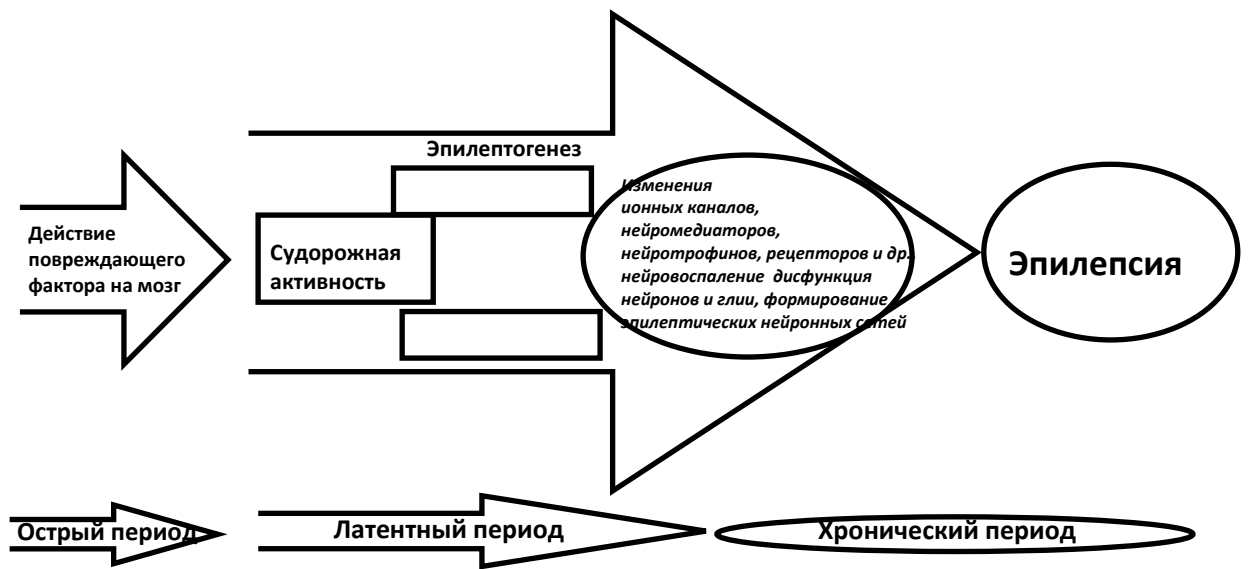 Эпилептогенез
Действие
повреждающего
фактора на мозг
Судорожная
активность
Изменения
ионных каналов,
нейромедиаторов,
нейротрофинов, рецепторов и др.,
нейровоспаление дисфункция
нейронов и глии, формирование
эпилептических нейронных сетей
Эпилепсия
Острый период
Латентный период
Хронический период